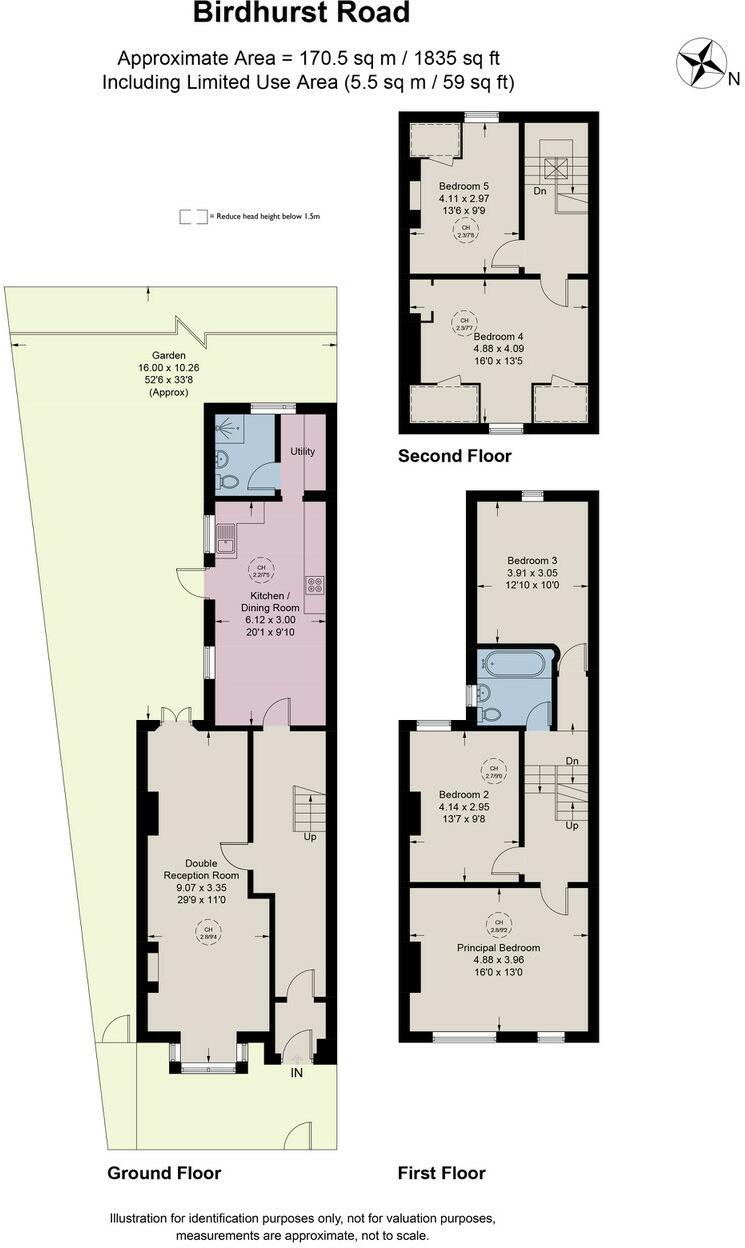 Birdhurst Road
Approximate Area = 170.5 sq m / 1835 sq ft
Including Limited Use Area (5.5 sq m / 59 sq ft)
N
= Reduce head height below 1.5m
Bedroom 5
4.11 x 2.97
13'6 x 9'9
CH
2.3/7'8
Dn
CH
2.3/7'7
Bedroom 4
4.88 x 4.09
16'0 x 13'5
Second Floor
Garden
16.00 x 10.26
52'6 x 33'8
(Approx)
Utility
CH
2.2/7'5
Kitchen /
Dining Room
6.12 x 3.00
20'1 x 9'10
Up
Double
Reception Room
9.07 x 3.35
29'9 x 11'0
CH
2.8/9'4
IN
Ground Floor
Bedroom 3
3.91 x 3.05
12'10 x 10'0
Dn
CH
2.7/9'0
Bedroom 2
4.14 x 2.95
13'7 x 9'8
Up
CH
2.8/9'2
Principal Bedroom
4.88 x 3.96
16'0 x 13'0
First Floor
Illustration for identification purposes only, not for valuation purposes,
measurements are approximate, not to scale.